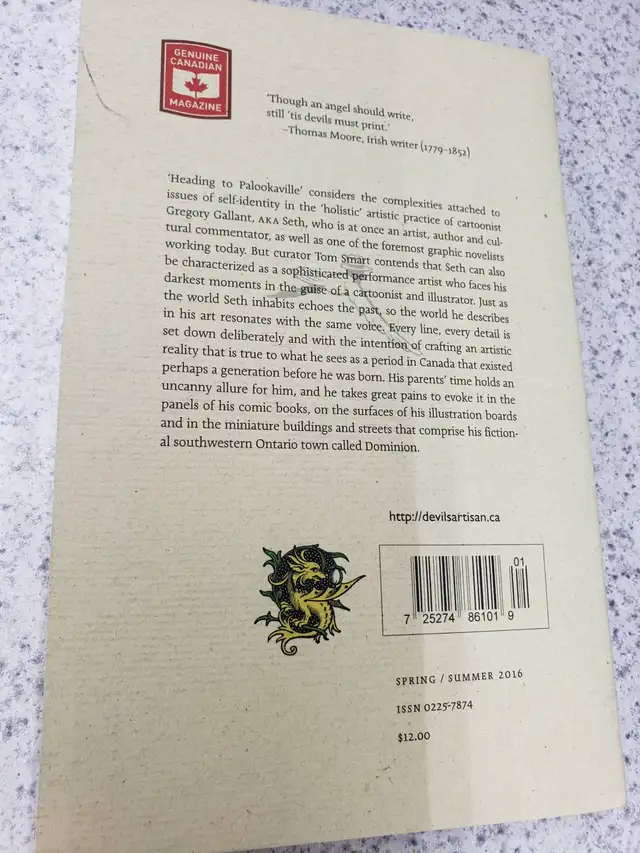 GENUINE
CANADIAN
MAGAZINE
'Though an angel should write,
still 'tis devils must print.'
–Thomas Moore, Irish writer (1779–1852)
'Heading to Palookaville' considers the complexities attached to
issues of self-identity in the 'holistic' artistic practice of cartoonist
Gregory Gallant, AKA Seth, who is at once an artist, author and cul-
tural commentator, as well as one of the foremost graphic novelists
working today. But curator Tom Smart contends that Seth can also
be characterized as a sophisticated performance artist who faces his
darkest moments in the guise of a cartoonist and illustrator. Just as
the world Seth inhabits echoes the past, so the world he describes
in his art resonates with the same voice. Every line, every detail is
set down deliberately and with the intention of crafting an artistic
reality that is true to what he sees as a period in Canada that existed
perhaps a generation before he was born. His parents' time holds an
uncanny allure for him, and he takes great pains to evoke it in the
panels of his comic books, on the surfaces of his illustration boards
and in the miniature buildings and streets that comprise his fiction-
al southwestern Ontario town called Dominion.
http://devilsartisan.ca
01
7 25274 86101 9
SPRING / SUMMER 2016
ISSN 0225-7874
$12.00